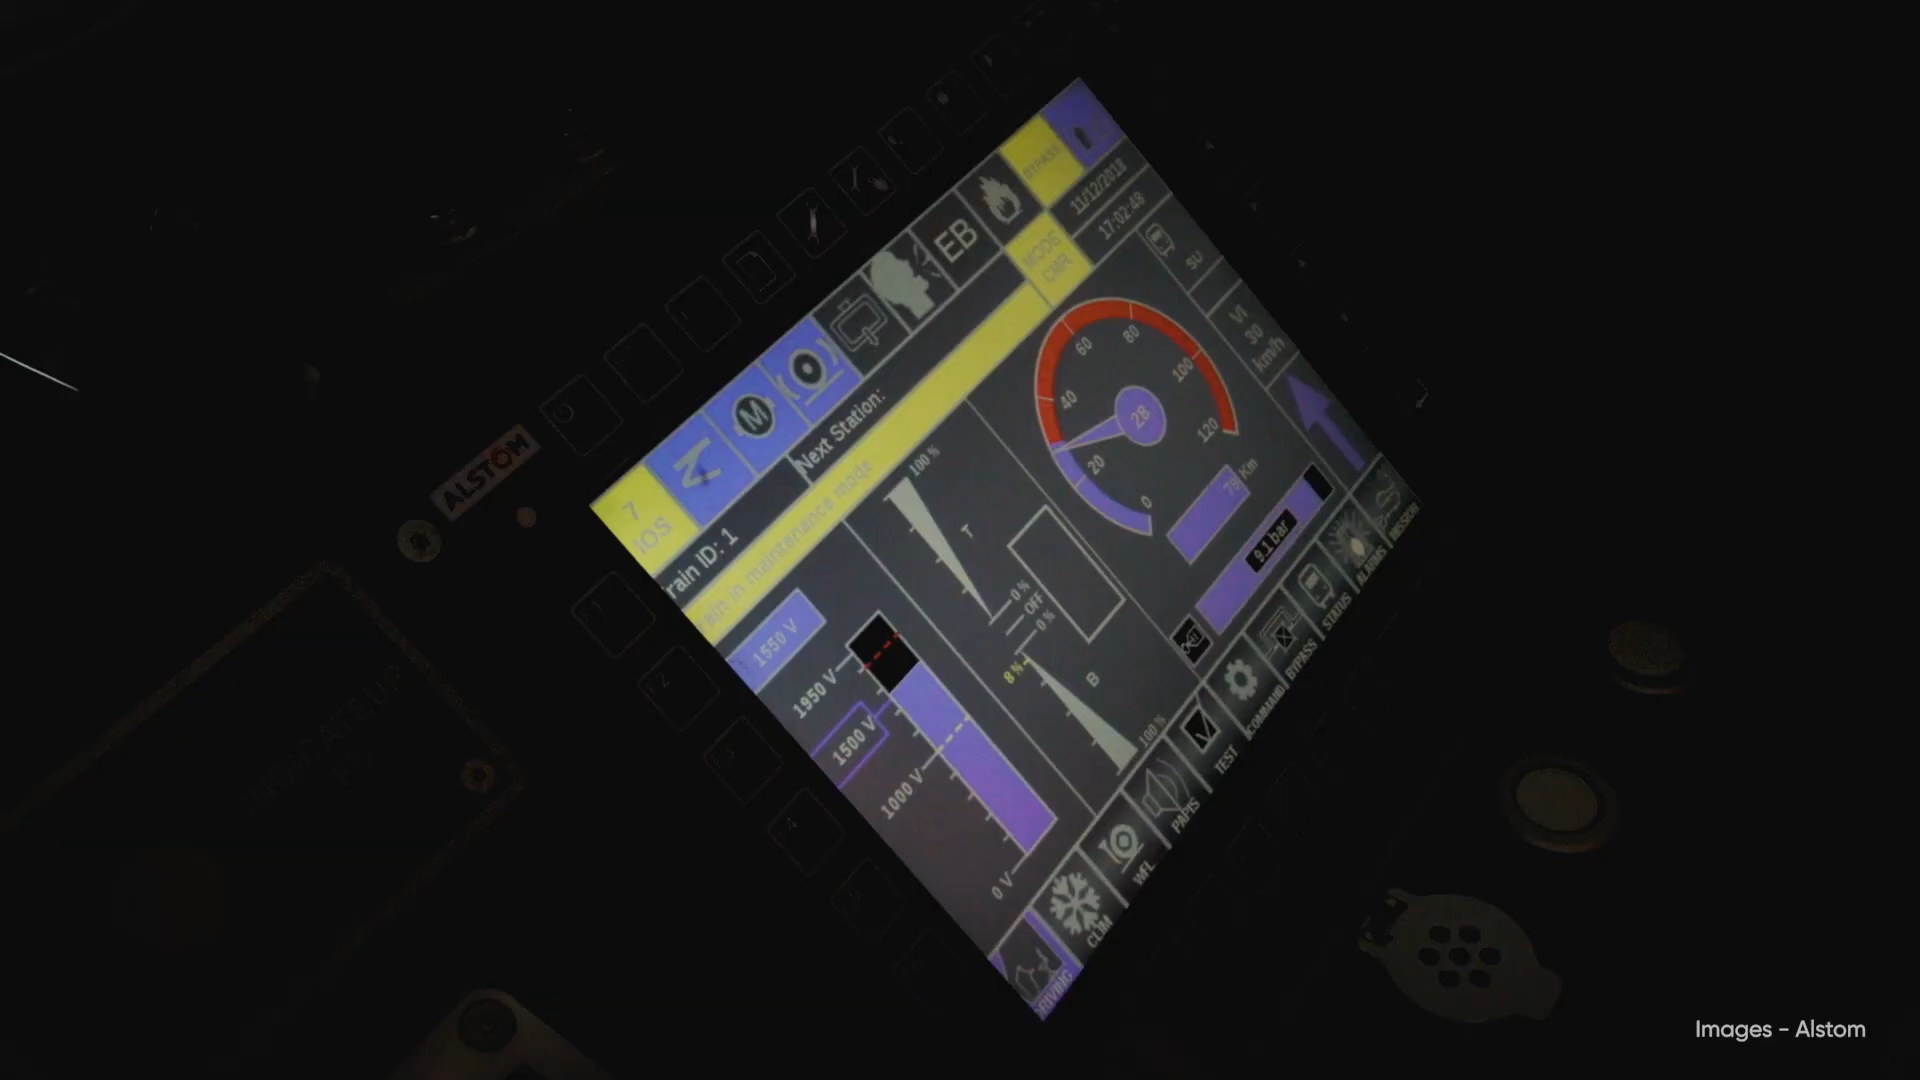 ALSTOM
7
IOS
M
EB
BYPASS
11/12/2018
17:02:48
Train ID: 1
Next Station:
MODE
CMR
Train in maintenance mode
SU
VI
30
km/h
1550 V
1950 V
1500 V
1000 V
0 V
100 %
T
0 %
OFF
0 %
8 %
B
100 %
0
20
40
60
80
100
120
28
79 Km
9.1 bar
DRIVING
CLIM
WFL
PAPIS
TEST
COMMAND
BYPASS
STATUS
ALARMS
MISSION
Images - Alstom